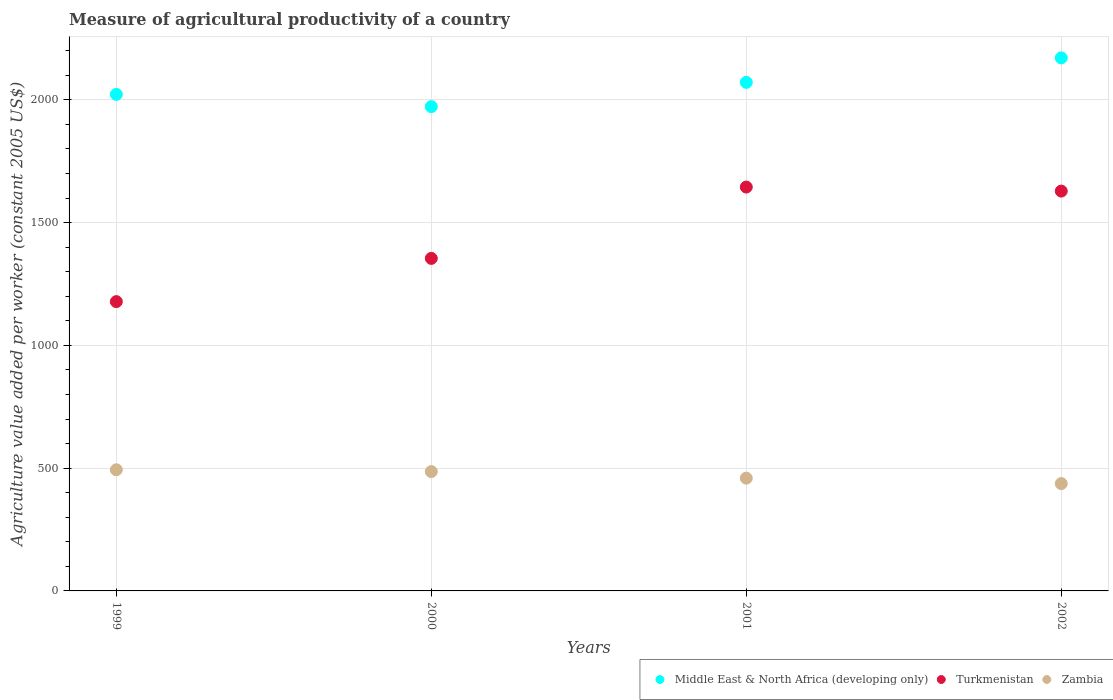 Measure of agricultural productivity of a country
Agriculture value added per worker (constant 2005 US$)
2000
1500
1000
500
0
1999
2000
2001
2002
Years
Middle East & North Africa (developing only)
Turkmenistan
Zambia